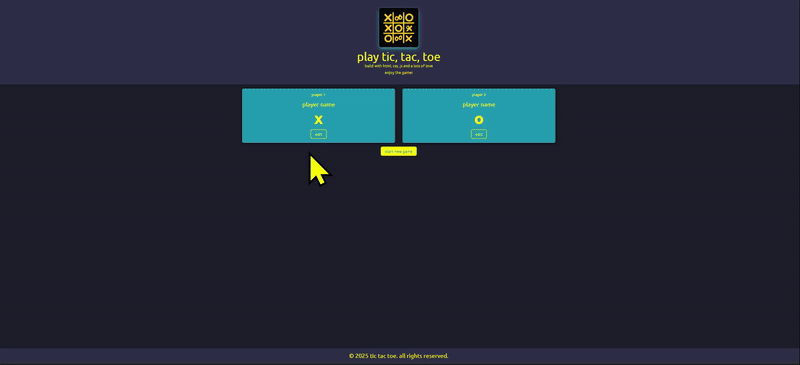 play tic, tac, toe
build with html, css, js and a lots of love
enjoy the game!
player 1
player name
X
edit
player 2
player name
O
edit
start new game
© 2025 tic tac toe. all rights reserved.